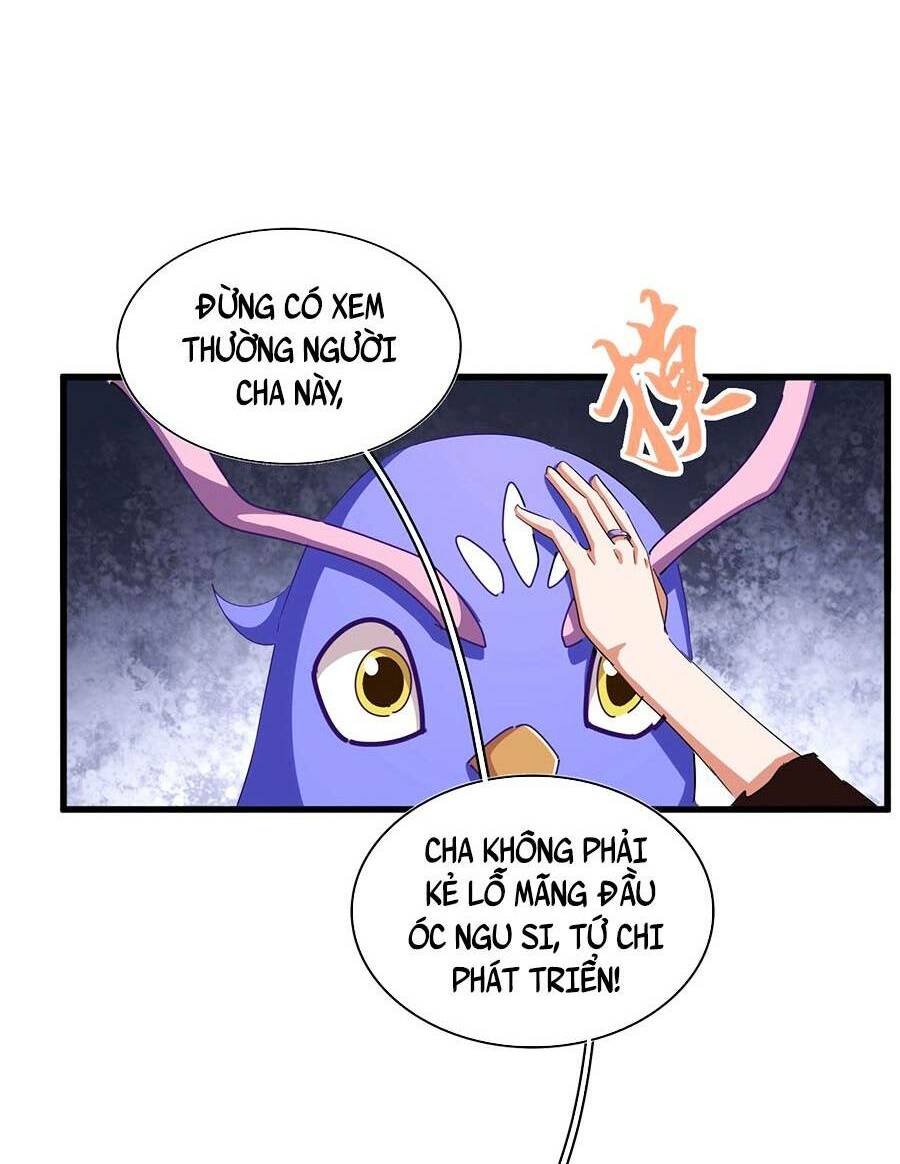 ĐỪNG CÓ XEM
THƯỜNG NGƯỜI
CHA NÀY,
CHA KHÔNG PHẢI
KẺ LỖ MÃNG ĐẦU
ÓC NGU SI, TỨ CHI
PHÁT TRIỂN!